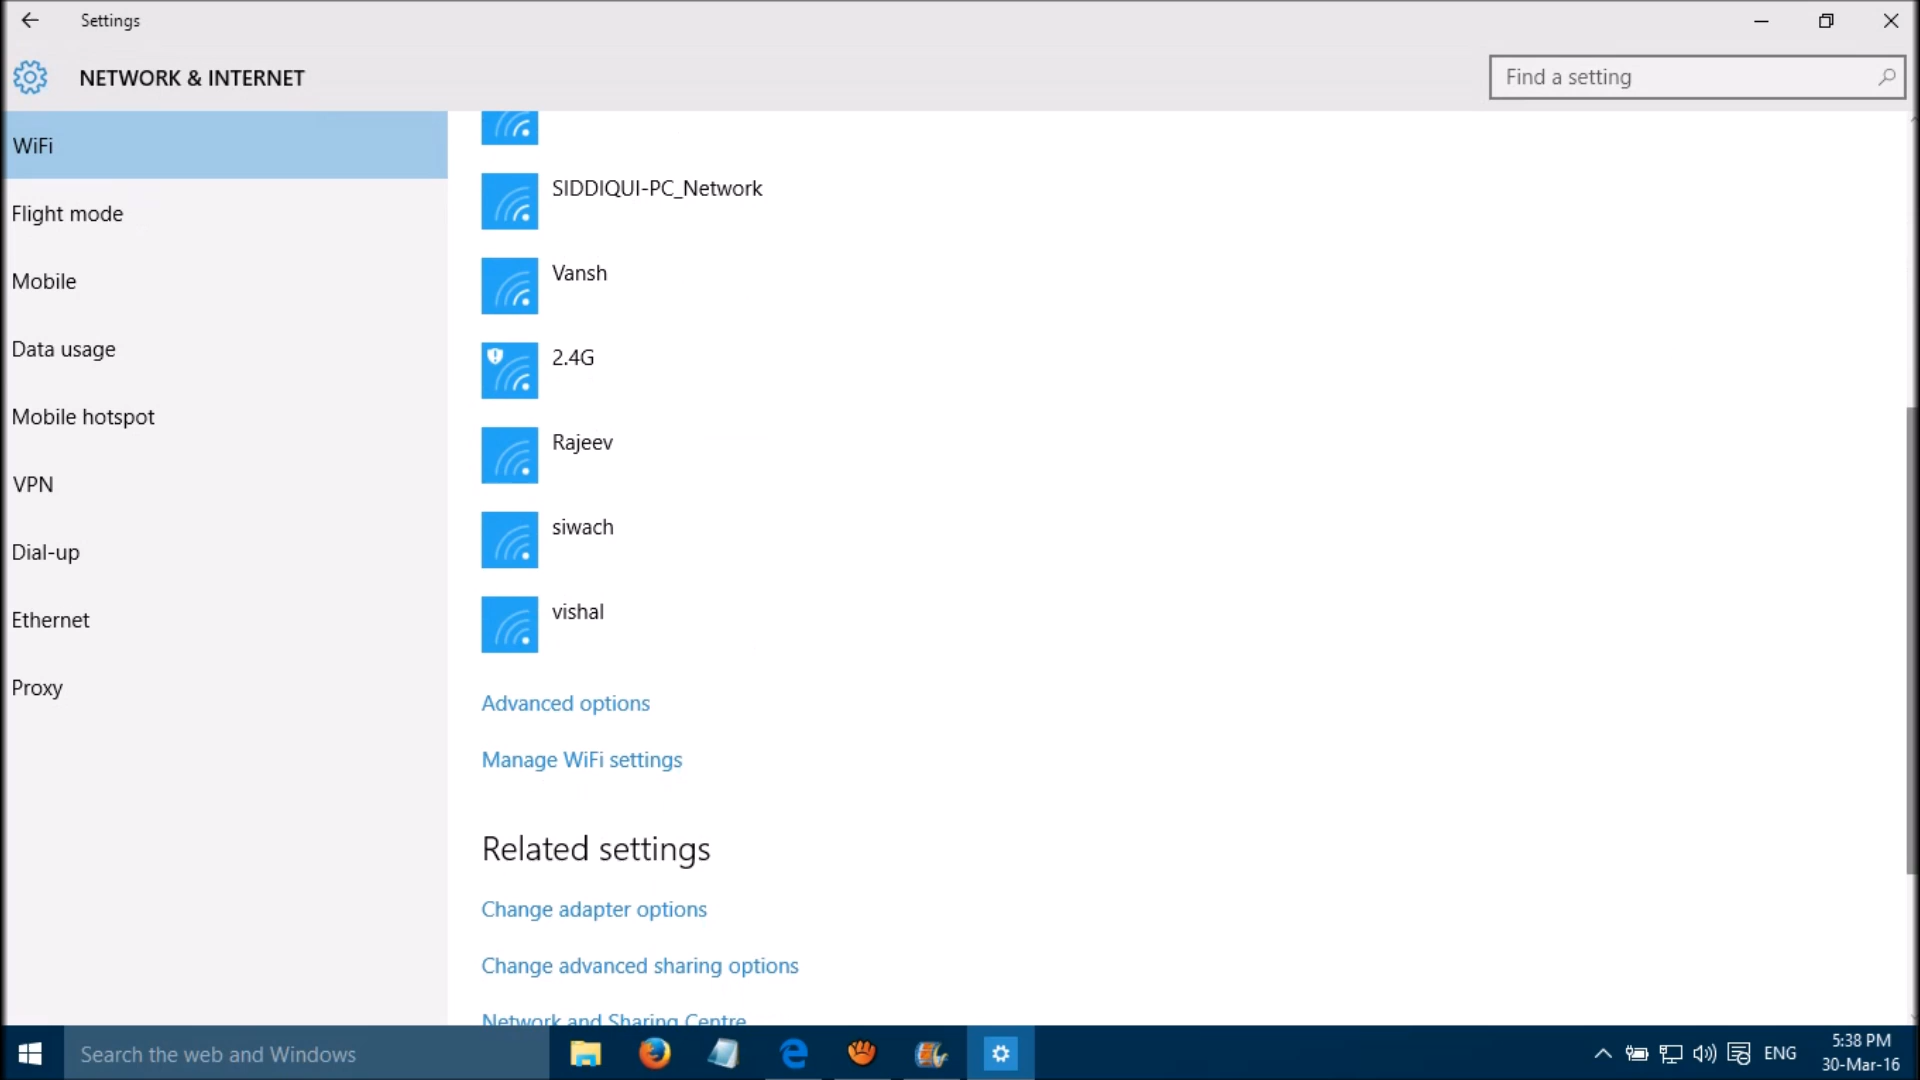 Settings
NETWORK & INTERNET
Find a setting
WiFi
Flight mode
Mobile
Data usage
Mobile hotspot
VPN
Dial-up
Ethernet
Proxy
SIDDIQUI-PC_Network
Vansh
2.4G
Rajeev
siwach
vishal
Advanced options
Manage WiFi settings
Related settings
Change adapter options
Change advanced sharing options
Network and Sharing Centre
Search the web and Windows
ENG
5:38 PM
30-Mar-16